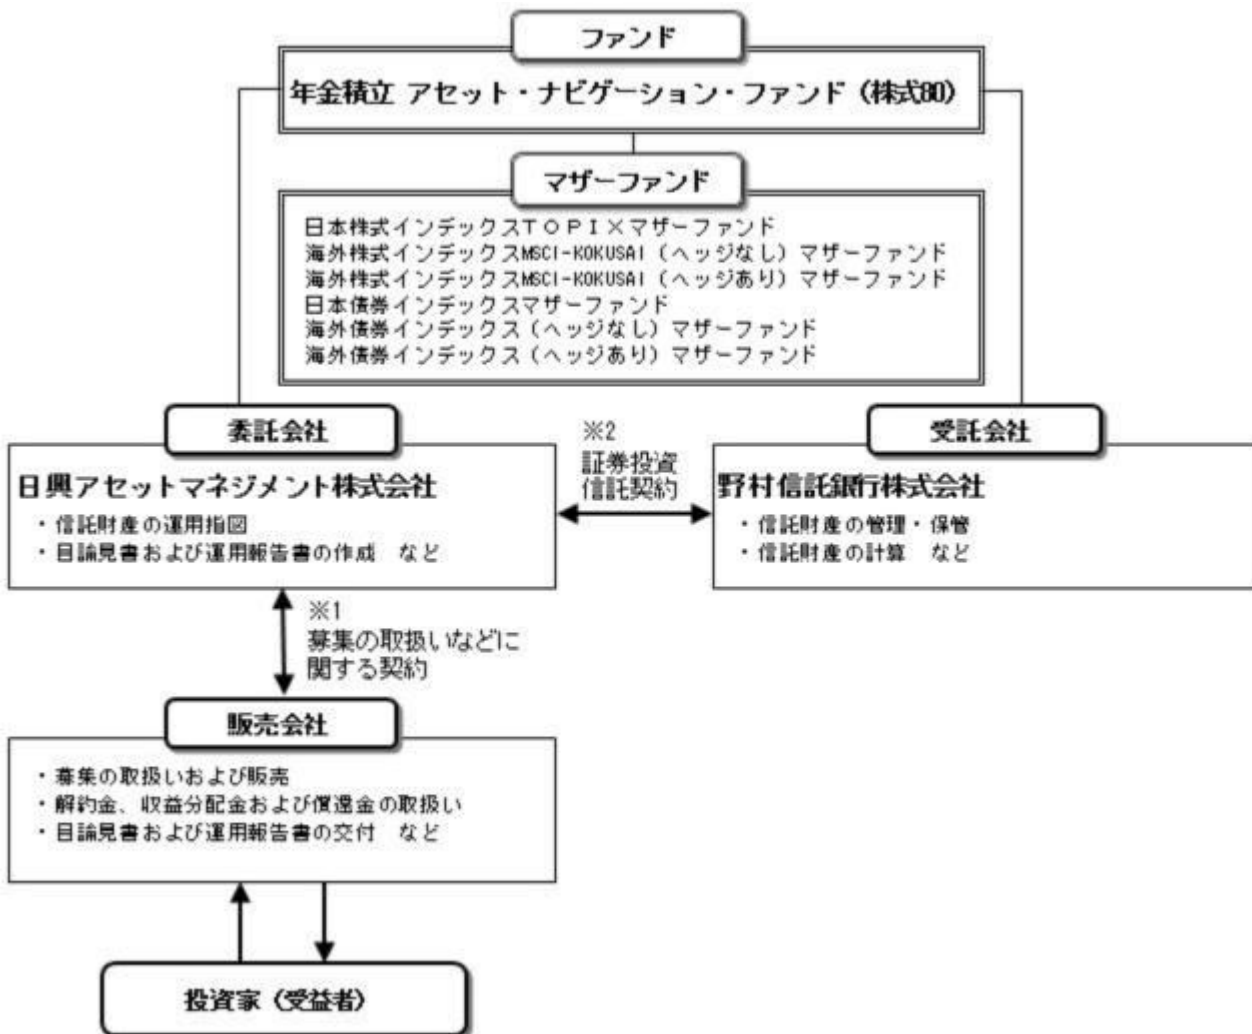 ファンド
年金積立 アセット・ナビゲーション・ファンド（株式80）
マザーファンド
日本株式インデックスＴＯＰＩＸマザーファンド
海外株式インデックスMSCI-KOKUSAI（ヘッジなし）マザーファンド
海外株式インデックスMSCI-KOKUSAI（ヘッジあり）マザーファンド
日本債券インデックスマザーファンド
海外債券インデックス（ヘッジなし）マザーファンド
海外債券インデックス（ヘッジあり）マザーファンド
委託会社
日興アセットマネジメント株式会社
・信託財産の運用指図
・目論見書および運用報告書の作成　など
※2
証券投資
信託契約
受託会社
野村信託銀行株式会社
・信託財産の管理・保管
・信託財産の計算　など
※1
募集の取扱いなどに
関する契約
販売会社
・募集の取扱いおよび販売
・解約金、収益分配金および償還金の取扱い
・目論見書および運用報告書の交付　など
投資家（受益者）